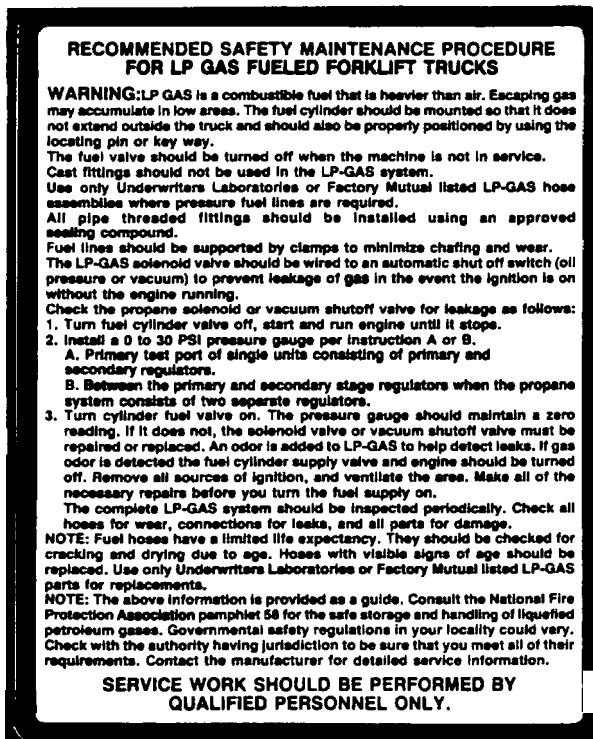 RECOMMENDED SAFETY MAINTENANCE PROCEDURE
FOR LP GAS FUELED FORKLIFT TRUCKS
WARNING:LP GAS is a combustible fuel that is heavier than air. Escaping gas
may accumulate in low areas. The fuel cylinder should be mounted so that it does
not extend outside the truck and should also be properly positioned by using the
locating pin or key way.
The fuel valve should be turned off when the machine is not in service.
Cast fittings should not be used in the LP-GAS system.
Use only Underwriters Laboratories or Factory Mutual listed LP-GAS hose
assemblies where pressure fuel lines are required.
All pipe threaded fittings should be installed using an approved
sealing compound.
Fuel lines should be supported by clamps to minimize chafing and wear.
The LP-GAS solenoid valve should be wired to an automatic shut off switch (oil
pressure or vacuum) to prevent leakage of gas in the event the ignition is on
without the engine running.
Check the propane solenoid or vacuum shutoff valve for leakage as follows:
1. Turn fuel cylinder valve off, start and run engine until it stops.
2. Install a 0 to 30 PSI pressure gauge per instruction A or B.
A. Primary test port of single units consisting of primary and
secondary regulators.
B. Between the primary and secondary stage regulators when the propane
system consists of two separate regulators.
3. Turn cylinder fuel valve on. The pressure gauge should maintain a zero
reading. If it does not, the solenoid valve or vacuum shutoff valve must be
repaired or replaced. An odor is added to LP-GAS to help detect leaks. If gas
odor is detected the fuel cylinder supply valve and engine should be turned
off. Remove all sources of ignition, and ventilate the area. Make all of the
necessary repairs before you turn the fuel supply on.
The complete LP-GAS system should be inspected periodically. Check all
hoses for wear, connections for leaks, and all parts for damage.
NOTE: Fuel hoses have a limited life expectancy. They should be checked for
cracking and drying due to age. Hoses with visible signs of age should be
replaced. Use only Underwriters Laboratories or Factory Mutual listed LP-GAS
parts for replacements.
NOTE: The above information is provided as a guide. Consult the National Fire
Protection Association pamphlet 58 for the safe storage and handling of liquefied
petroleum gases. Governmental safety regulations in your locality could vary.
Check with the authority having jurisdiction to be sure that you meet all of their
requirements. Contact the manufacturer for detailed service information.
SERVICE WORK SHOULD BE PERFORMED BY
QUALIFIED PERSONNEL ONLY.